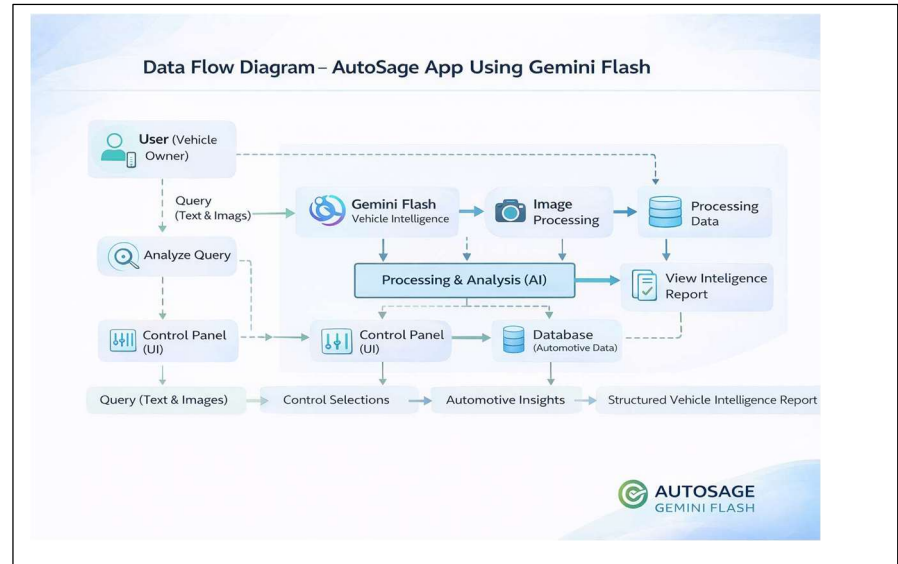 Data Flow Diagram – AutoSage App Using Gemini Flash
User (Vehicle
Owner)
Query
(Text & Imags)
Gemini Flash
Vehicle Intelligence
Image
Processing
Processing
Data
Analyze Query
Processing & Analysis (AI)
View Inteligence
Report
Control Panel
(UI)
Control Panel
(UI)
Database
(Automotive Data)
Query (Text & Images)
Control Selections
Automotive Insights
Structured Vehicle Intelligence Report
AUTOSAGE
GEMINI FLASH